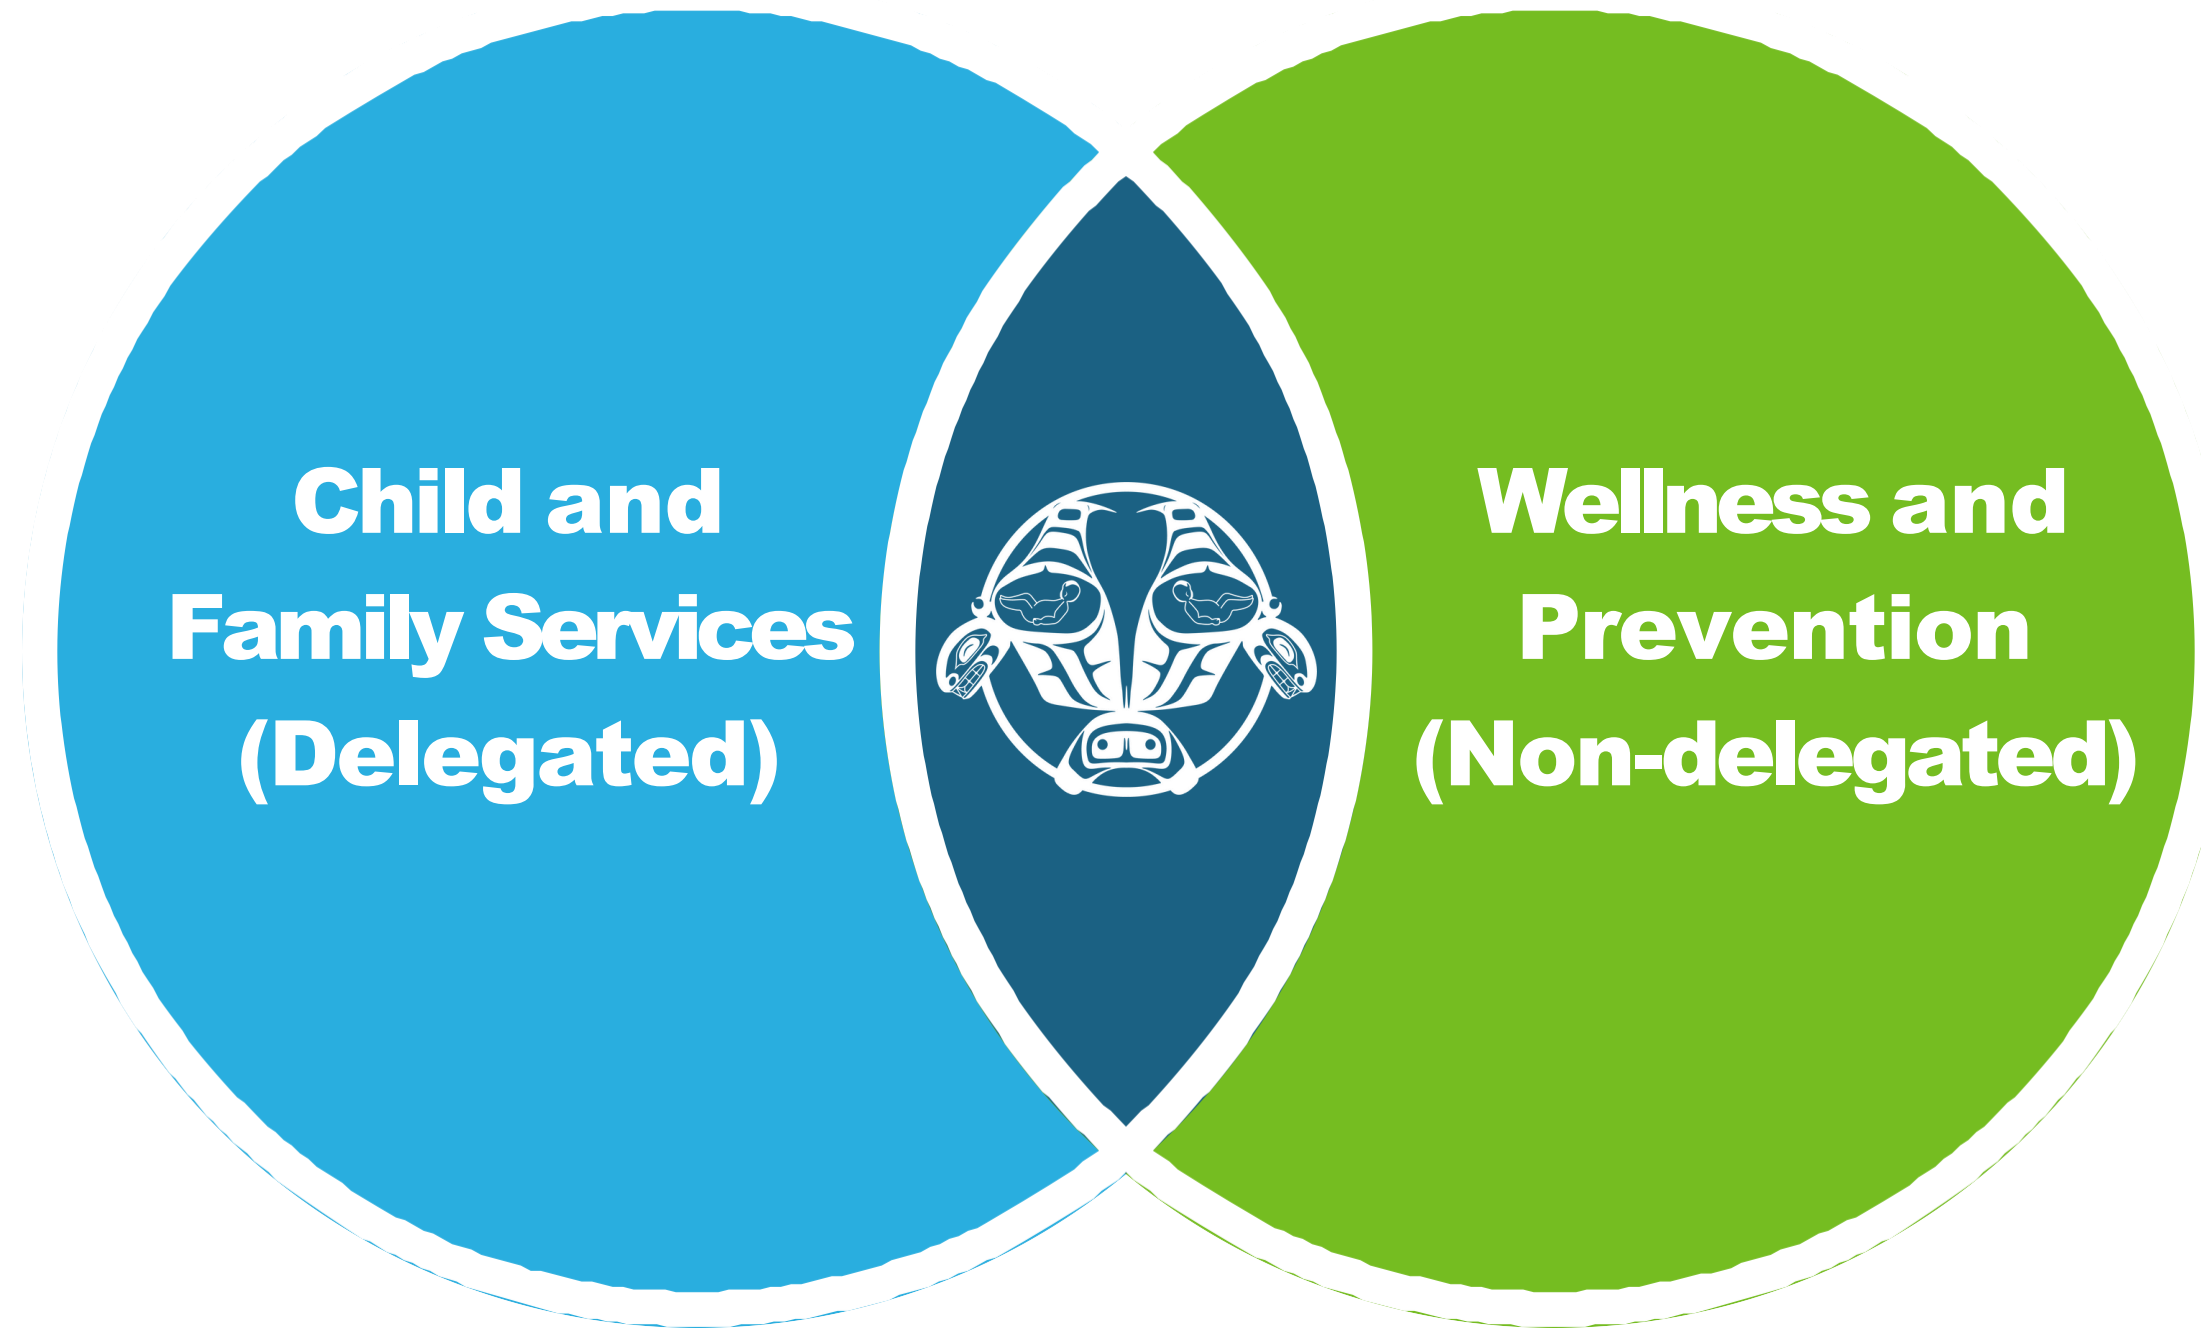 Child and
Family Services
(Delegated)
Wellness and
Prevention
(Non-delegated)